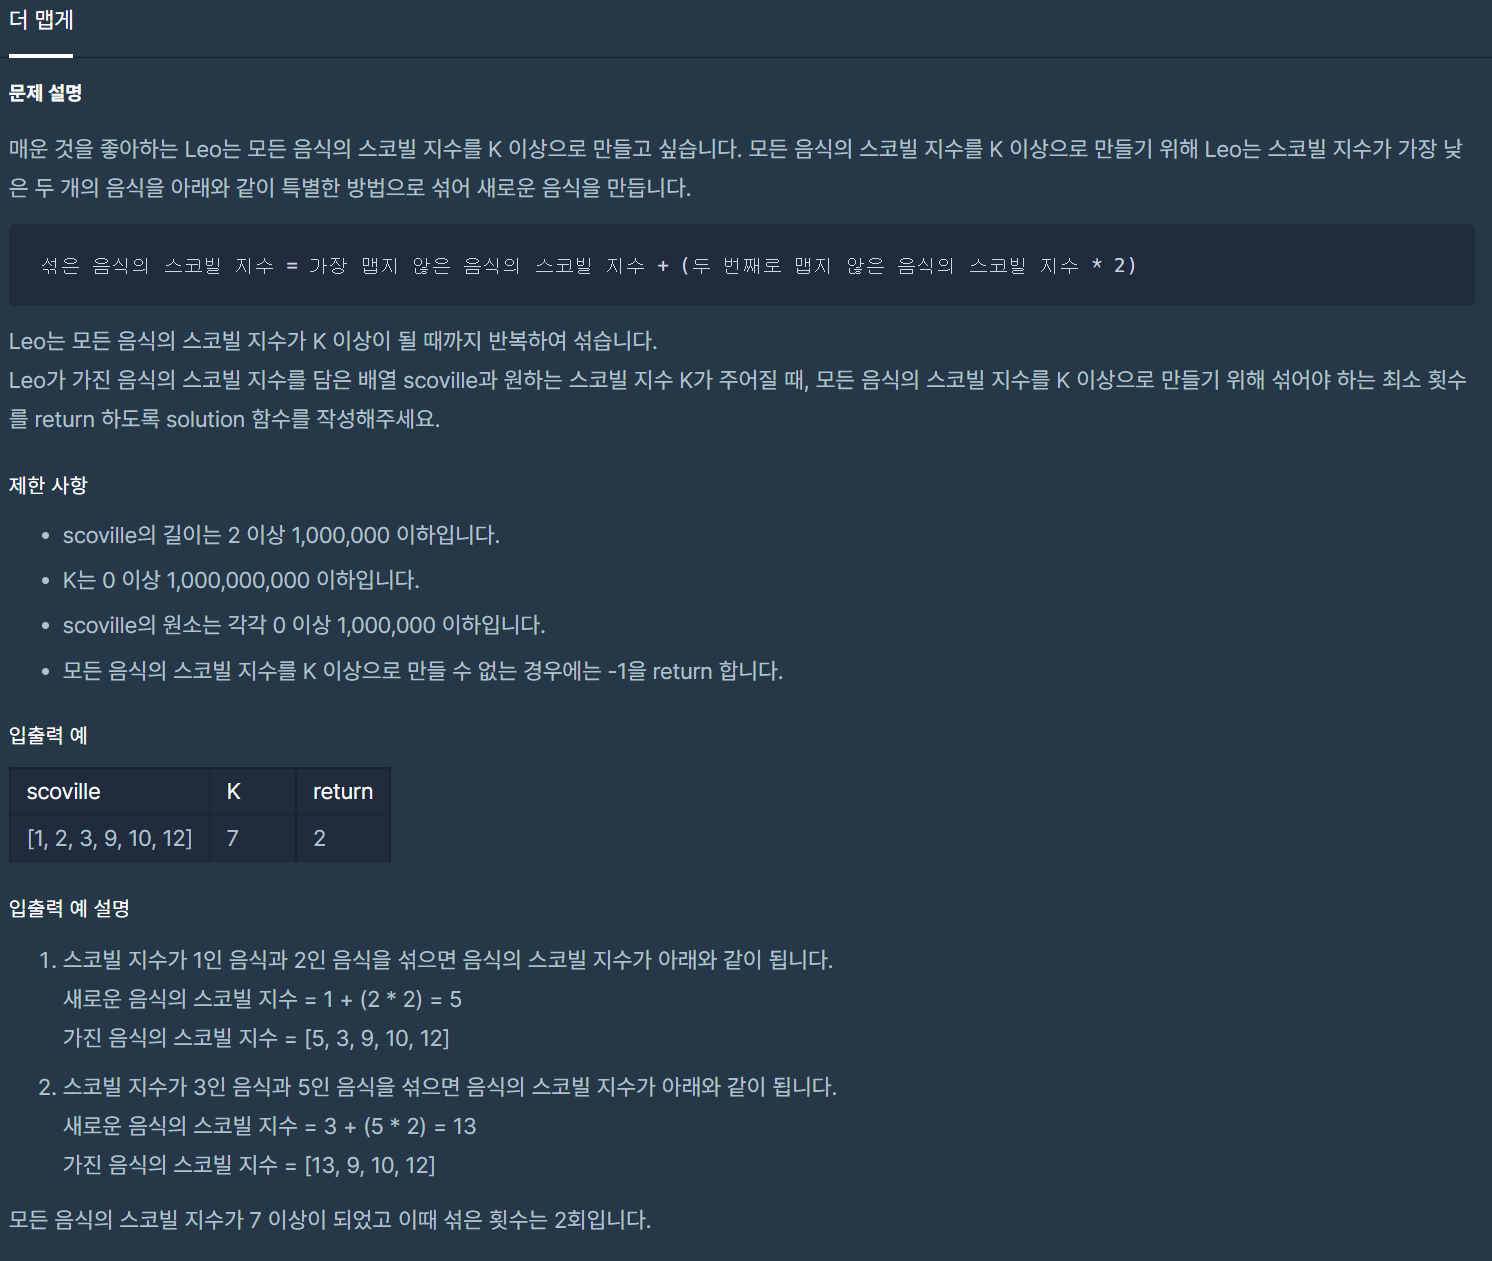 더 맵게
문제 설명
매운 것을 좋아하는 Leo는 모든 음식의 스코빌 지수를 K 이상으로 만들고 싶습니다. 모든 음식의 스코빌 지수를 K 이상으로 만들기 위해 Leo는 스코빌 지수가 가장 낮
은 두 개의 음식을 아래와 같이 특별한 방법으로 섞어 새로운 음식을 만듭니다.
섞은 음식의 스코빌 지수 = 가장 맵지 않은 음식의 스코빌 지수 + (두 번째로 맵지 않은 음식의 스코빌 지수 * 2)
Leo는 모든 음식의 스코빌 지수가 K 이상이 될 때까지 반복하여 섞습니다.
Leo가 가진 음식의 스코빌 지수를 담은 배열 scoville과 원하는 스코빌 지수 K가 주어질 때, 모든 음식의 스코빌 지수를 K 이상으로 만들기 위해 섞어야 하는 최소 횟수
를 return 하도록 solution 함수를 작성해주세요.
제한 사항
• scoville의 길이는 2 이상 1,000,000 이하입니다.
• K는 0 이상 1,000,000,000 이하입니다.
• scoville의 원소는 각각 0 이상 1,000,000 이하입니다.
• 모든 음식의 스코빌 지수를 K 이상으로 만들 수 없는 경우에는 -1을 return 합니다.
입출력 예
scoville K return
[1, 2, 3, 9, 10, 12] 7 2
입출력 예 설명
1. 스코빌 지수가 1인 음식과 2인 음식을 섞으면 음식의 스코빌 지수가 아래와 같이 됩니다.
새로운 음식의 스코빌 지수 = 1 + (2 * 2) = 5
가진 음식의 스코빌 지수 = [5, 3, 9, 10, 12]
2. 스코빌 지수가 3인 음식과 5인 음식을 섞으면 음식의 스코빌 지수가 아래와 같이 됩니다.
새로운 음식의 스코빌 지수 = 3 + (5 * 2) = 13
가진 음식의 스코빌 지수 = [13, 9, 10, 12]
모든 음식의 스코빌 지수가 7 이상이 되었고 이때 섞은 횟수는 2회입니다.